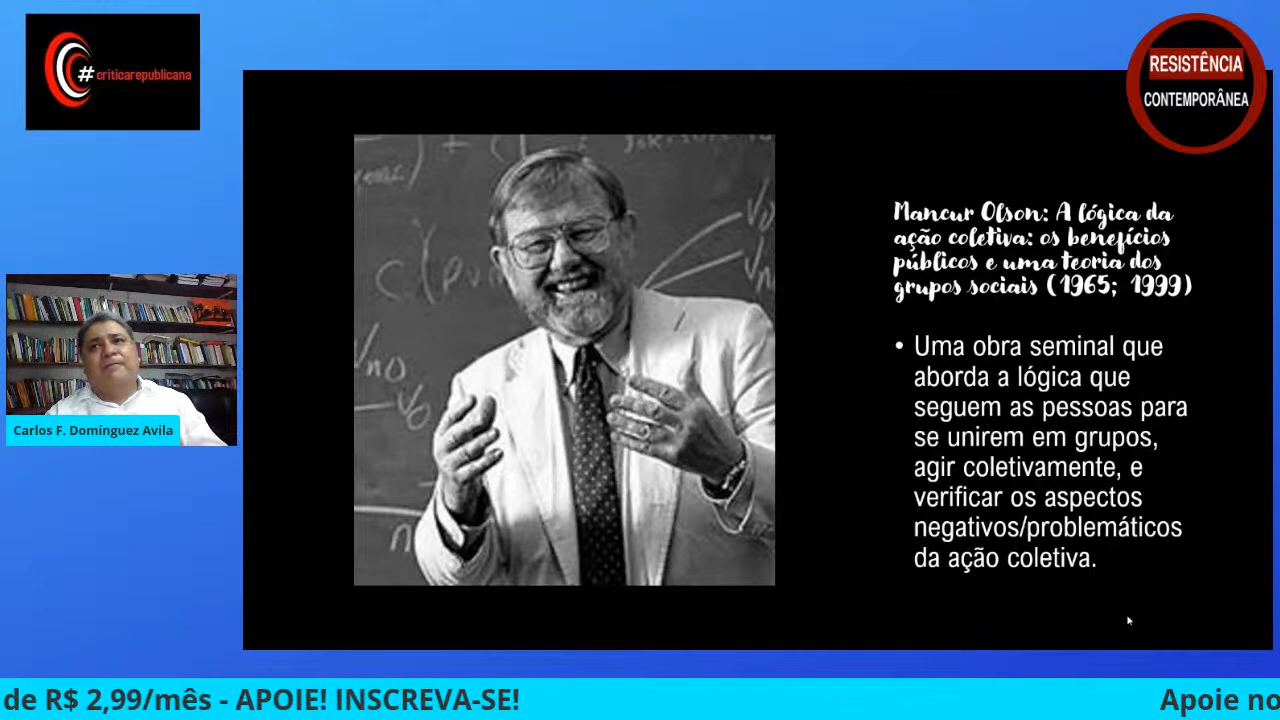 #criticarepublicana
RESISTÊNCIA
CONTEMPORÂNEA
Mancur Olson: A lógica da
ação coletiva: os benefícios
públicos e uma teoria dos
grupos sociais (1965; 1999)
• Uma obra seminal que
aborda a lógica que
seguem as pessoas para
se unirem em grupos,
agir coletivamente, e
verificar os aspectos
negativos/problemáticos
da ação coletiva.
Carlos F. Domínguez Avila
de R$ 2,99/mês - APOIE! INSCREVA-SE!
Apoie no